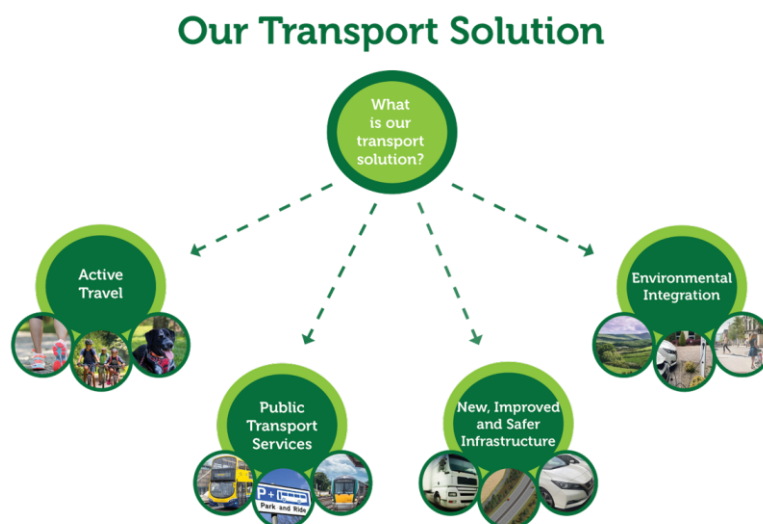 Our Transport Solution
What
is our
transport
solution?
Active
Travel
Environmental
Integration
Public
Transport
Services
New, Improved
and Safer
Infrastructure
P+
Park and Ride